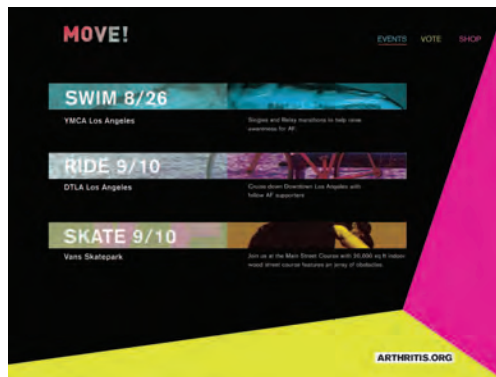 MOVE!
EVENTS VOTE SHOP
SWIM 8/26
YMCA Los Angeles
Singles and Relay marathons to help raise
awareness for AF.
RIDE 9/10
DTLA Los Angeles
Cruise down Downtown Los Angeles with
fellow AF supporters
SKATE 9/10
Vans Skatepark
Join us at the Main Street Course with 20,000 sq ft indoor
wood street course features an array of obstacles.
ARTHRITIS.ORG